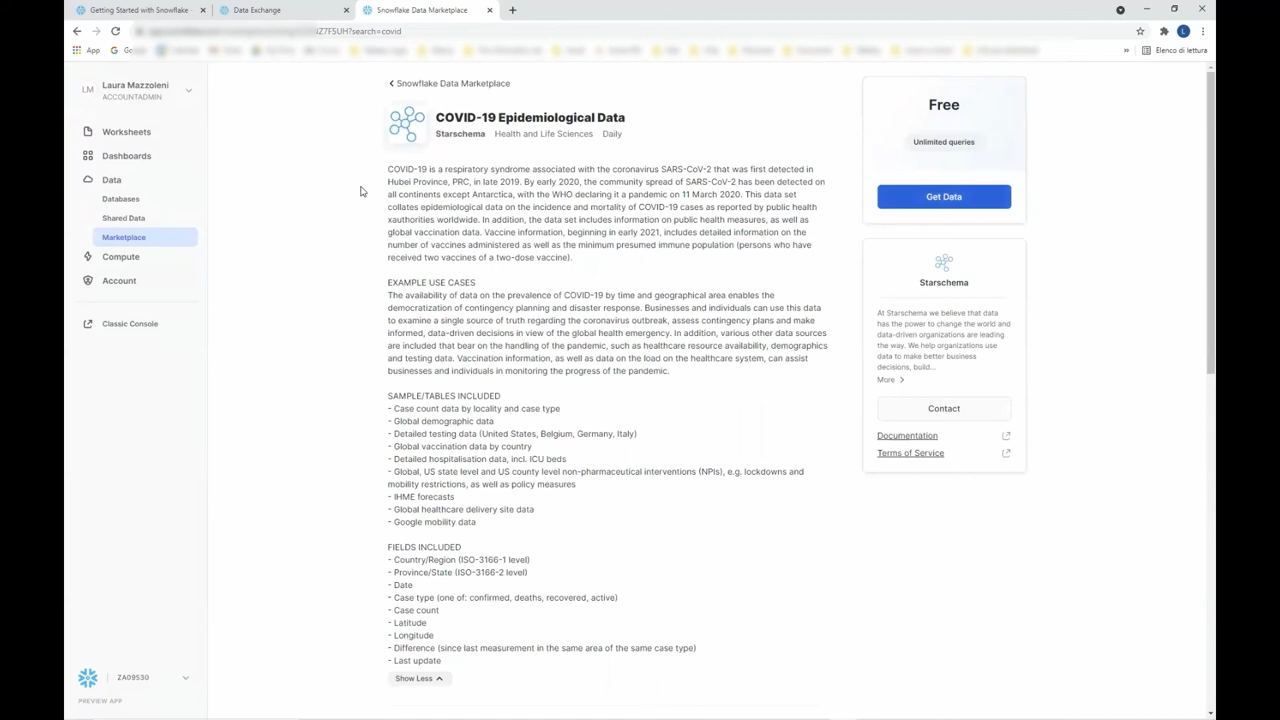 Getting Started with Snowflake
Data Exchange
Snowflake Data Marketplace
IZ7F5UH?search=covid
L
App
Elenco di lettura
LM
Laura Mazzoleni
ACCOUNTADMIN
Worksheets
Dashboards
Data
Databases
Shared Data
Marketplace
Compute
Account
Classic Console
ZA09530
PREVIEW APP
Snowflake Data Marketplace
COVID-19 Epidemiological Data
Starschema Health and Life Sciences Daily
COVID-19 is a respiratory syndrome associated with the coronavirus SARS-CoV-2 that was first detected in
Hubei Province, PRC, in late 2019. By early 2020, the community spread of SARS-CoV-2 has been detected on
all continents except Antarctica, with the WHO declaring it a pandemic on 11 March 2020. This data set
collates epidemiological data on the incidence and mortality of COVID-19 cases as reported by public health
xauthorities worldwide. In addition, the data set includes information on public health measures, as well as
global vaccination data. Vaccine information, beginning in early 2021, includes detailed information on the
number of vaccines administered as well as the minimum presumed immune population (persons who have
received two vaccines of a two-dose vaccine).
EXAMPLE USE CASES
The availability of data on the prevalence of COVID-19 by time and geographical area enables the
democratization of contingency planning and disaster response. Businesses and individuals can use this data
to examine a single source of truth regarding the coronavirus outbreak, assess contingency plans and make
informed, data-driven decisions in view of the global health emergency. In addition, various other data sources
are included that bear on the handling of the pandemic, such as healthcare resource availability, demographics
and testing data. Vaccination information, as well as data on the load on the healthcare system, can assist
businesses and individuals in monitoring the progress of the pandemic.
SAMPLE/TABLES INCLUDED
- Case count data by locality and case type
- Global demographic data
- Detailed testing data (United States, Belgium, Germany, Italy)
- Global vaccination data by country
- Detailed hospitalisation data, incl. ICU beds
- Global, US state level and US county level non-pharmaceutical interventions (NPIs), e.g. lockdowns and
mobility restrictions, as well as policy measures
- IHME forecasts
- Global healthcare delivery site data
- Google mobility data
FIELDS INCLUDED
- Country/Region (ISO-3166-1 level)
- Province/State (ISO-3166-2 level)
- Date
- Case type (one of: confirmed, deaths, recovered, active)
- Case count
- Latitude
- Longitude
- Difference (since last measurement in the same area of the same case type)
- Last update
Show Less
Free
Unlimited queries
Get Data
Starschema
At Starschema we believe that data
has the power to change the world and
data-driven organizations are leading
the way. We help organizations use
data to make better business
decisions, build...
More
Contact
Documentation
Terms of Service